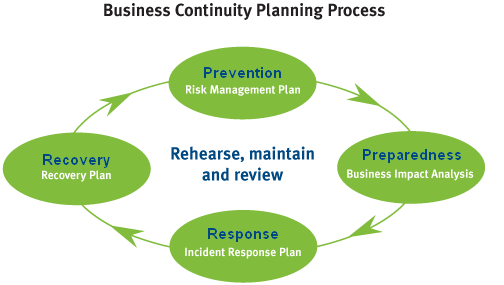 Business Continuity Planning Process
Prevention
Risk Management Plan
Preparedness
Business Impact Analysis
Rehearse, maintain
and review
Recovery
Recovery Plan
Response
Incident Response Plan